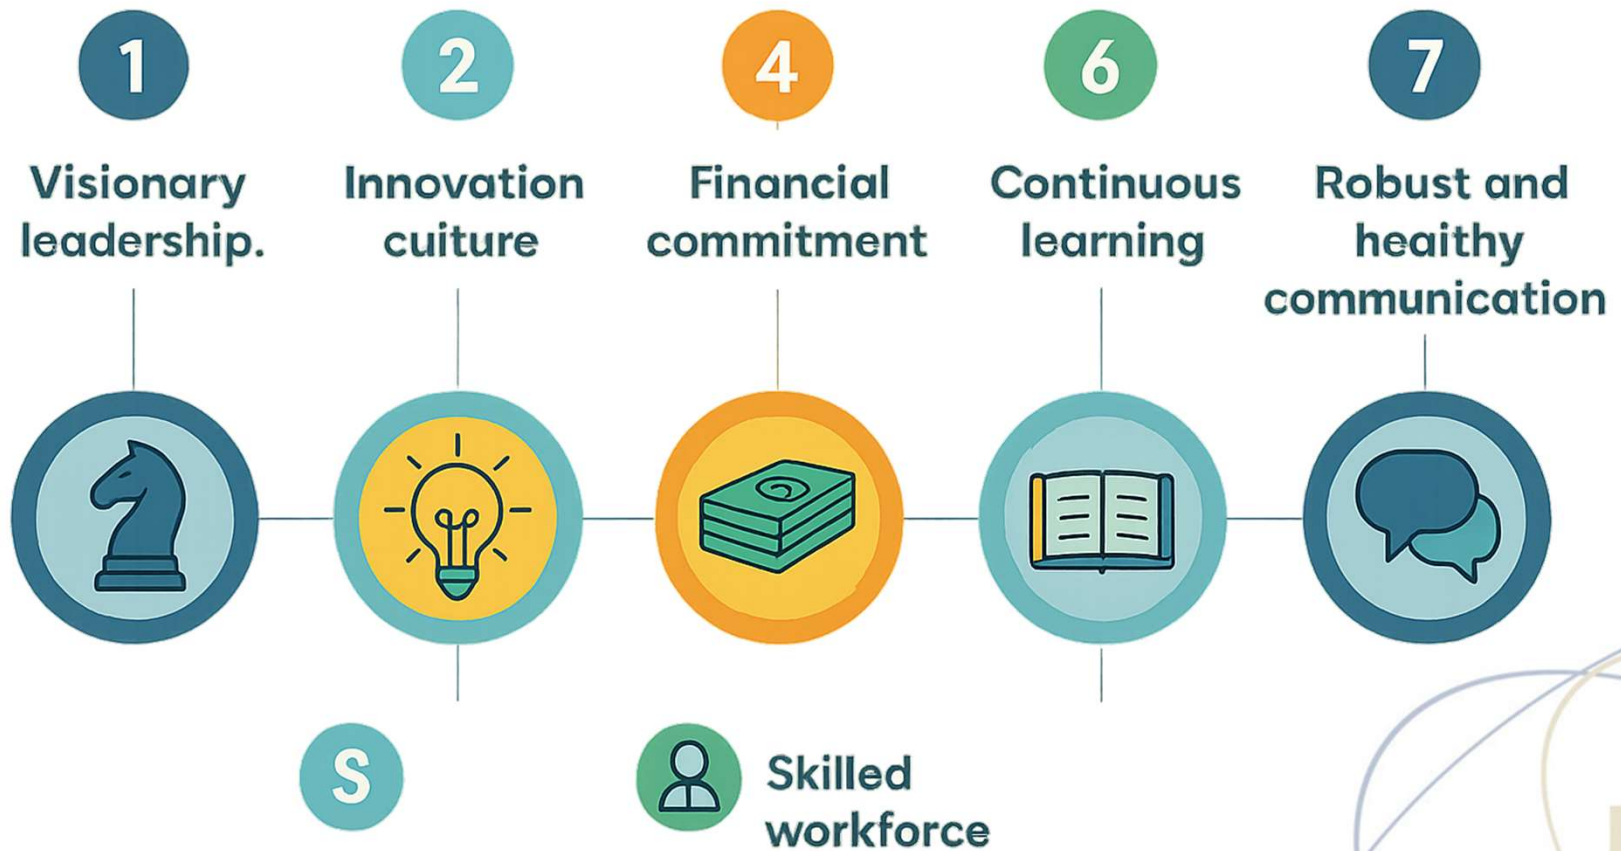 1
2
4
6
7
Visionary
leadership.
Innovation
cuiture
Financial
commitment
Continuous
learning
Robust and
heaithy
communication
S
Skilled
workforce